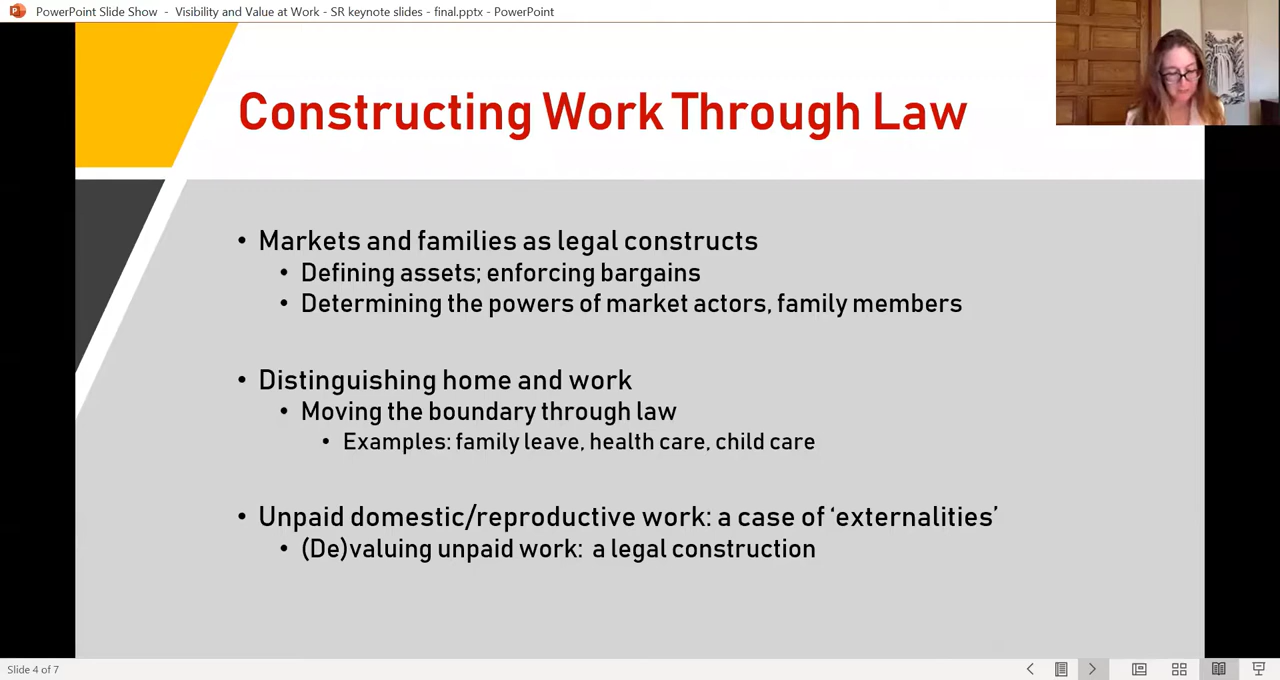 PowerPoint Slide Show - Visibility and Value at Work - SR keynote slides - final.pptx - PowerPoint
Constructing Work Through Law
• Markets and families as legal constructs
• Defining assets; enforcing bargains
• Determining the powers of market actors, family members
• Distinguishing home and work
• Moving the boundary through law
• Examples: family leave, health care, child care
• Unpaid domestic/reproductive work: a case of ‘externalities’
• (De)valuing unpaid work: a legal construction
Slide 4 of 7